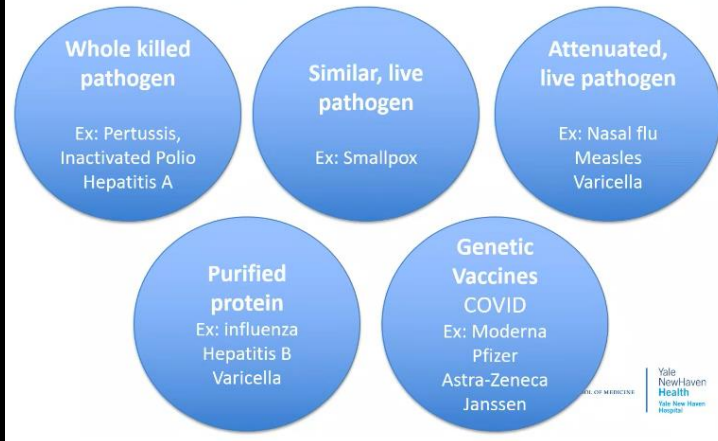 Whole killed
pathogen
Ex: Pertussis,
Inactivated Polio
Hepatitis A
Similar, live
pathogen
Ex: Smallpox
Attenuated,
live pathogen
Ex: Nasal flu
Measles
Varicella
Purified
protein
Ex: influenza
Hepatitis B
Varicella
Genetic
Vaccines
COVID
Ex: Moderna
Pfizer
Astra-Zeneca
Janssen
OF MEDICINE
Yale
NewHaven
Health
Yale New Haven
Hospital